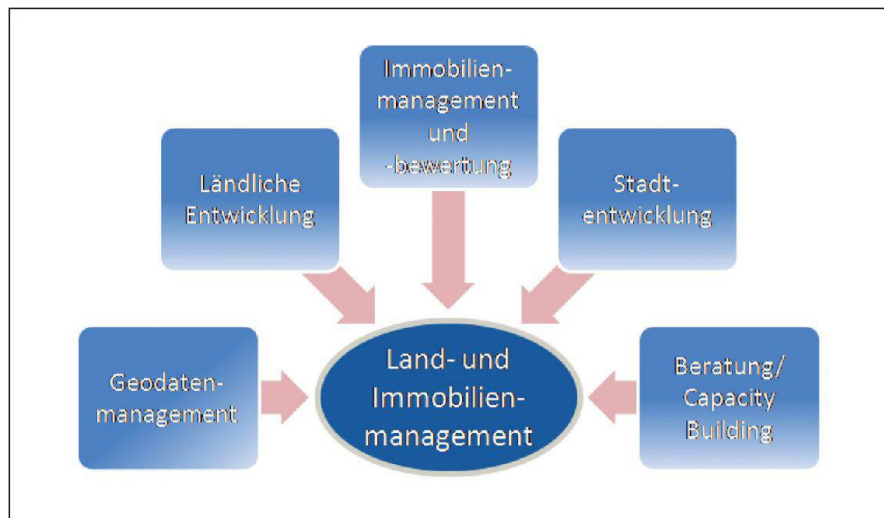 Immobilien-
management
und
-bewertung
Ländliche
Entwicklung
Stadt-
entwicklung
Geodaten-
management
Land- und
Immobilien-
management
Beratung/
Capacity
Building